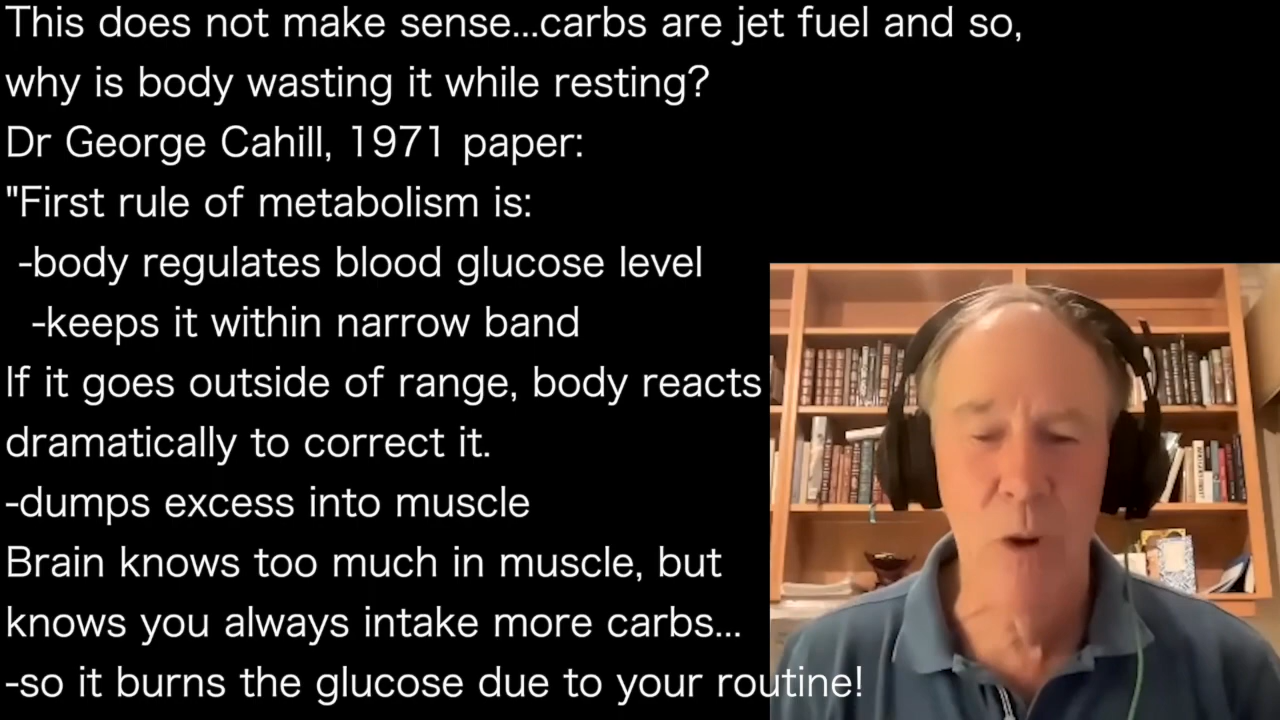 This does not make sense...carbs are jet fuel and so,
why is body wasting it while resting?
Dr George Cahill, 1971 paper:
"First rule of metabolism is:
-body regulates blood glucose level
-keeps it within narrow band
If it goes outside of range, body reacts
dramatically to correct it.
-dumps excess into muscle
Brain knows too much in muscle, but
knows you always intake more carbs...
-so it burns the glucose due to your routine!